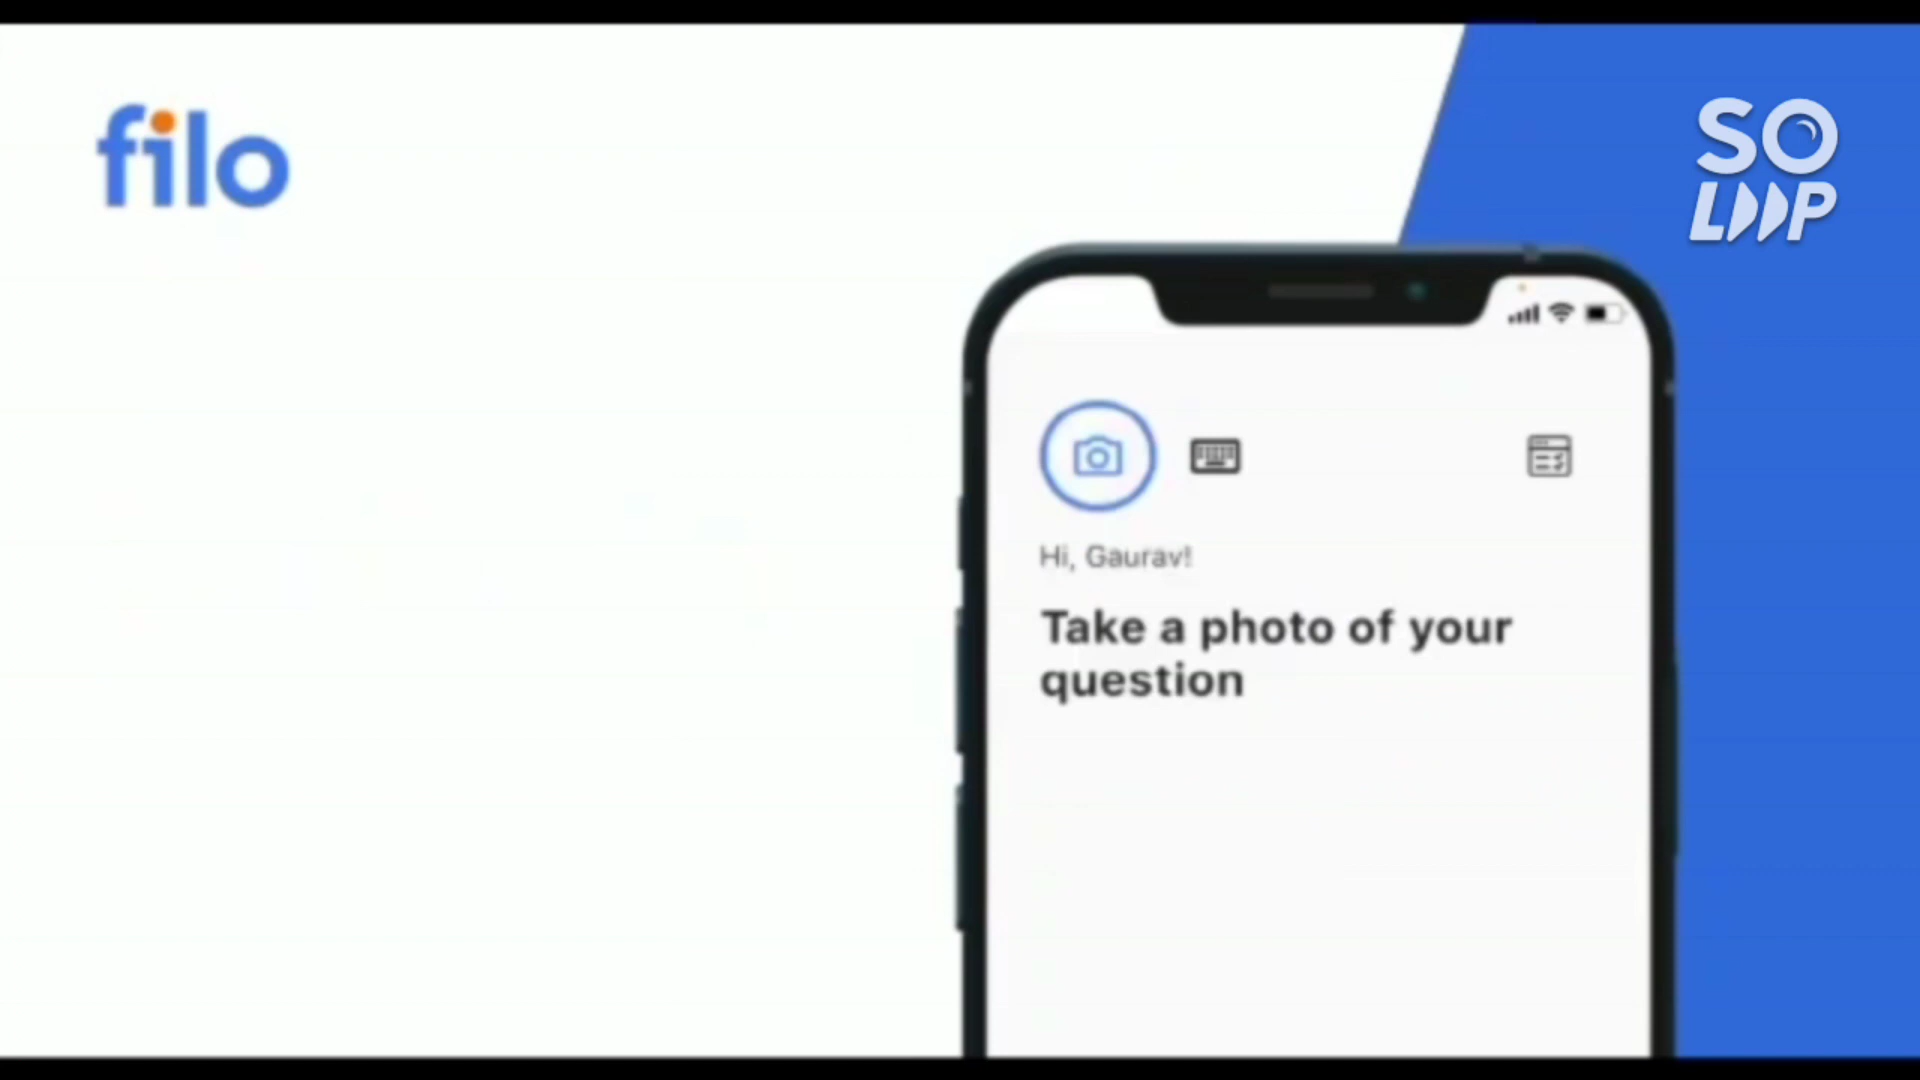 filo
SO
LOOP
Hi, Gaurav!
Take a photo of your
question